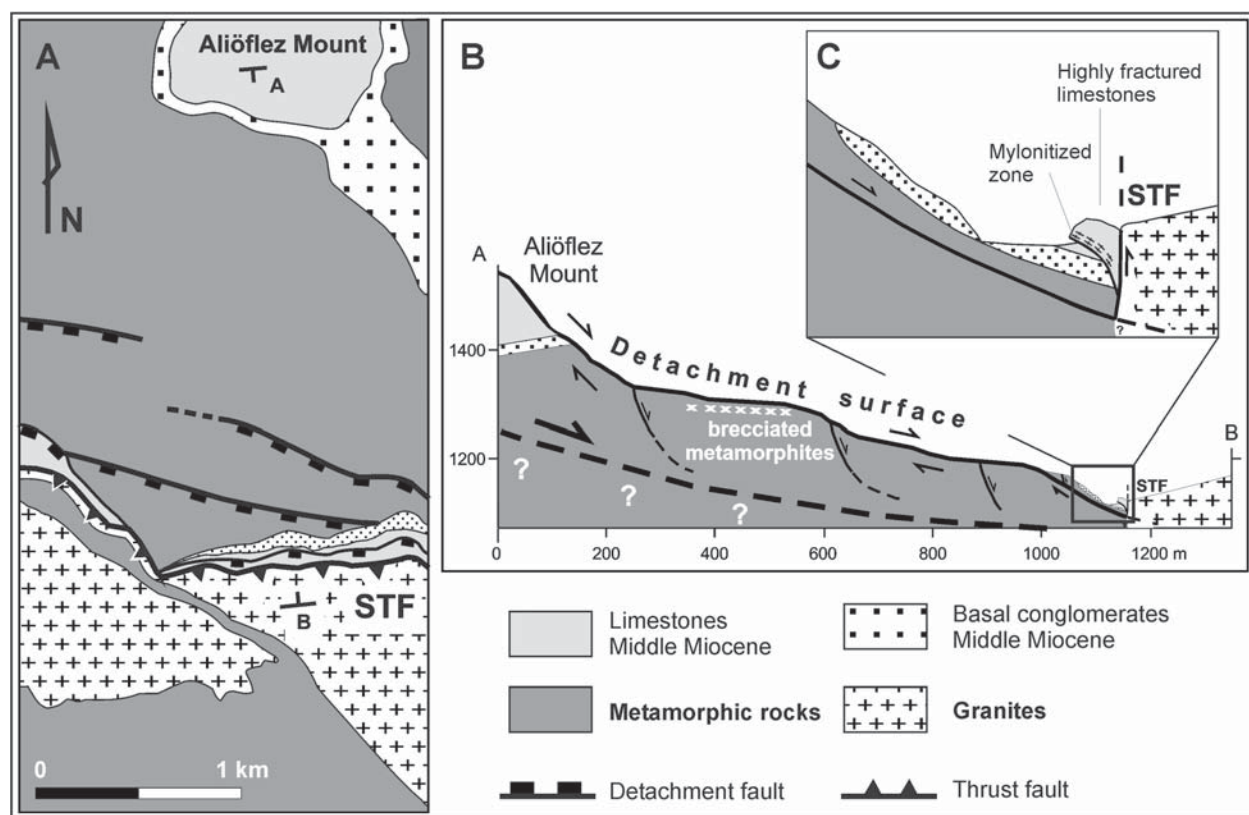 A
Aliöflez Mount
A
N
STF
B
0 1 km
B
A
Aliöflez
Mount
1400
1200
Detachment surface
brecciated
metamorphites
? ? ?
STF
B
0 200 400 600 800 1000 1200 m
C
Highly fractured
limestones
Mylonitized
zone
STF
?
Limestones
Middle Miocene
Basal conglomerates
Middle Miocene
Metamorphic rocks
Granites
Detachment fault
Thrust fault